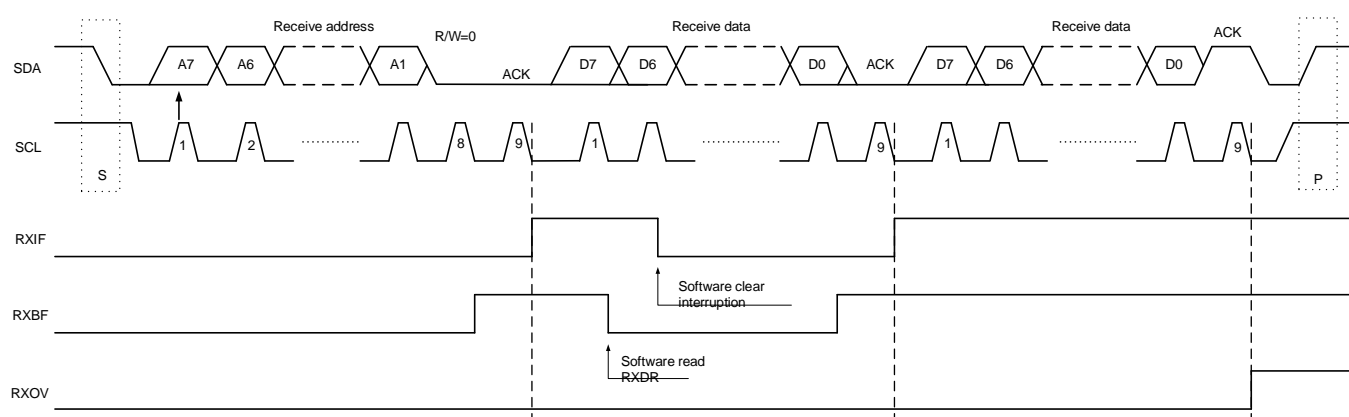 Receive address
R/W=0
Receive data
Receive data
ACK
SDA
A7
A6
A1
ACK
D7
D6
D0
ACK
D7
D6
D0
SCL
1
2
8
9
1
9
1
9
S
P
RXIF
Software clear
interruption
RXBF
Software read
RXDR
RXOV